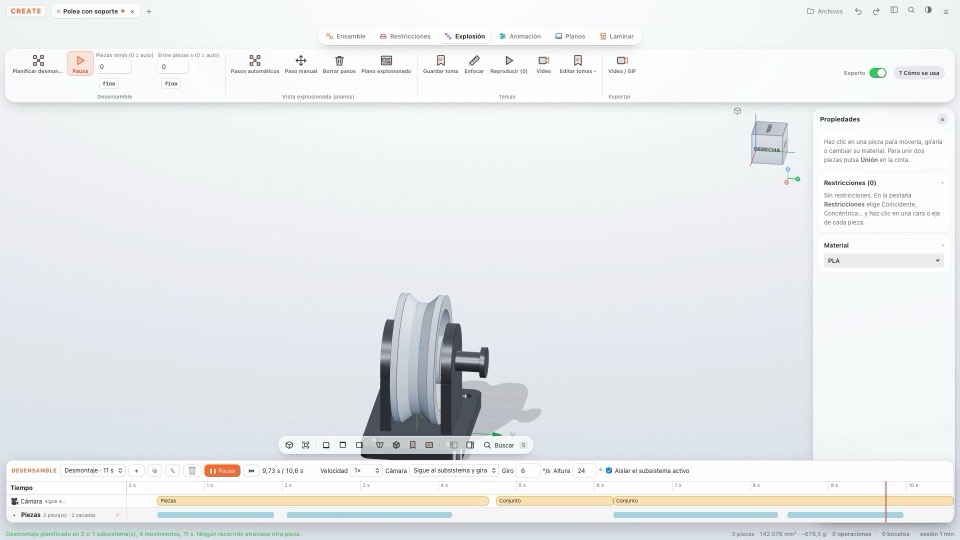 CREATE
Polea con soporte
Archivos
Ensamble
Restricciones
Explosión
Animación
Planos
Laminar
Piezas mm/s (0 = auto)
Entre piezas s (0 = auto)
Planificar desmon...
Pausa
0
0
fino
fino
Pasos automáticos
Paso manual
Borrar pasos
Plano explosionado
Guardar toma
Enfocar
Reproducir (0)
Vídeo
Editar tomas
Vídeo / GIF
Experto
? Cómo se usa
Desensamble
Vista explosionada (planos)
Tomas
Exportar
DERECHA
Propiedades
Haz clic en una pieza para moverla, girarla
o cambiar su material. Para unir dos
piezas pulsa Unión en la cinta.
Restricciones (0)
Sin restricciones. En la pestaña
Restricciones elige Coincidente,
Concéntrica... y haz clic en una cara o eje
de cada pieza.
Material
PLA
Buscar
S
DESENSAMBLE
Desmontaje · 11 s
Pausa
9,73 s / 10,6 s
Velocidad
1×
Cámara
Sigue al subsistema y gira
Giro
6
°/s
Altura
24
°
Aislar el subsistema activo
Tiempo
0 s
1 s
2 s
3 s
4 s
5 s
6 s
7 s
8 s
9 s
10 s
Cámara
sigue a...
Piezas
Conjunto
Conjunto
Piezas
3 pieza(s) · 2 sacadas
Desmontaje planificado en 2 s: 1 subsistema(s), 4 movimientos, 11 s. Ningún recorrido atraviesa otra pieza.
0 operaciones
0 bocetos
sesión 1 min